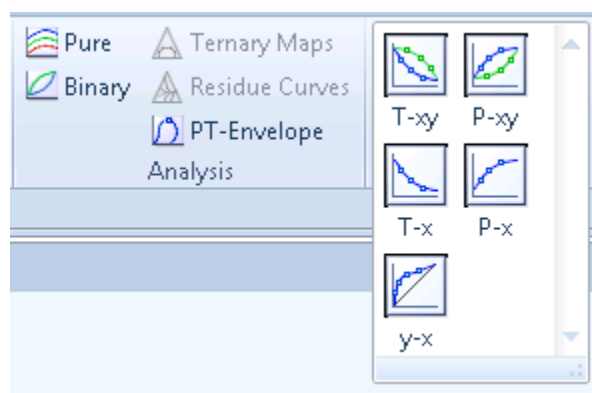 Pure Ternary Maps
Binary Residue Curves
PT-Envelope
Analysis
T-xy P-xy
T-x P-x
y-x